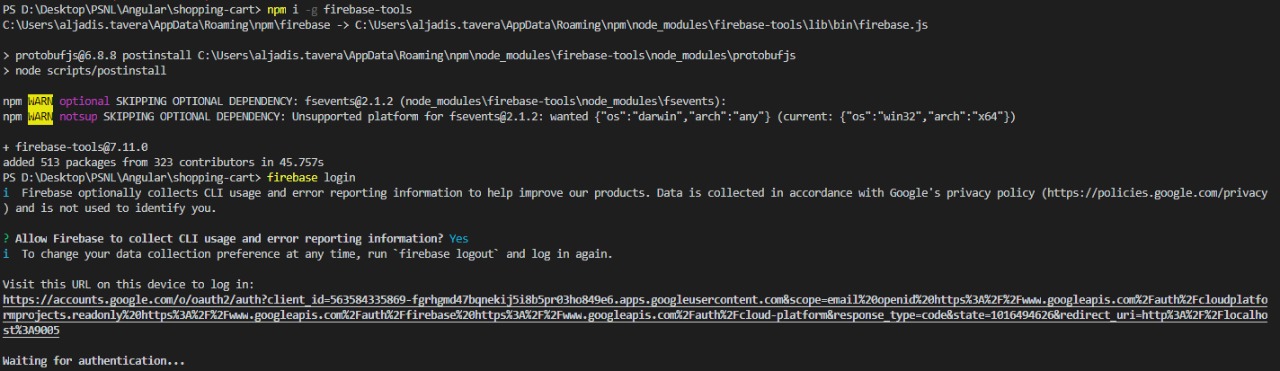 PS D:\Desktop\PSNL\Angular\shopping-cart> npm i -g firebase-tools
C:\Users\aljadis.tavera\AppData\Roaming\npm\firebase -> C:\Users\aljadis.tavera\AppData\Roaming\npm\node_modules\firebase-tools\lib\bin\firebase.js
> protobufjs@6.8.8 postinstall C:\Users\aljadis.tavera\AppData\Roaming\npm\node_modules\firebase-tools\node_modules\protobufjs
> node scripts/postinstall
npm WARN optional SKIPPING OPTIONAL DEPENDENCY: fsevents@2.1.2 (node_modules\firebase-tools\node_modules\fsevents):
npm WARN notsup SKIPPING OPTIONAL DEPENDENCY: Unsupported platform for fsevents@2.1.2: wanted {"os":"darwin","arch":"any"} (current: {"os":"win32","arch":"x64"})
+ firebase-tools@7.11.0
added 513 packages from 323 contributors in 45.757s
PS D:\Desktop\PSNL\Angular\shopping-cart> firebase login
i  Firebase optionally collects CLI usage and error reporting information to help improve our products. Data is collected in accordance with Google's privacy policy (https://policies.google.com/privacy
) and is not used to identify you.
? Allow Firebase to collect CLI usage and error reporting information? Yes
i  To change your data collection preference at any time, run `firebase logout` and log in again.
Visit this URL on this device to log in:
https://accounts.google.com/o/oauth2/auth?client_id=563584335869-fgrhgmd47bqnekij5i8b5pr03ho849e6.apps.googleusercontent.com&scope=email%20openid%20https%3A%2F%2Fwww.googleapis.com%2Fauth%2Fcloudplatfo
rmprojects.readonly%20https%3A%2F%2Fwww.googleapis.com%2Fauth%2Ffirebase%20https%3A%2F%2Fwww.googleapis.com%2Fauth%2Fcloud-platform&response_type=code&state=1016494626&redirect_uri=http%3A%2F%2Flocalho
st%3A9005
Waiting for authentication...